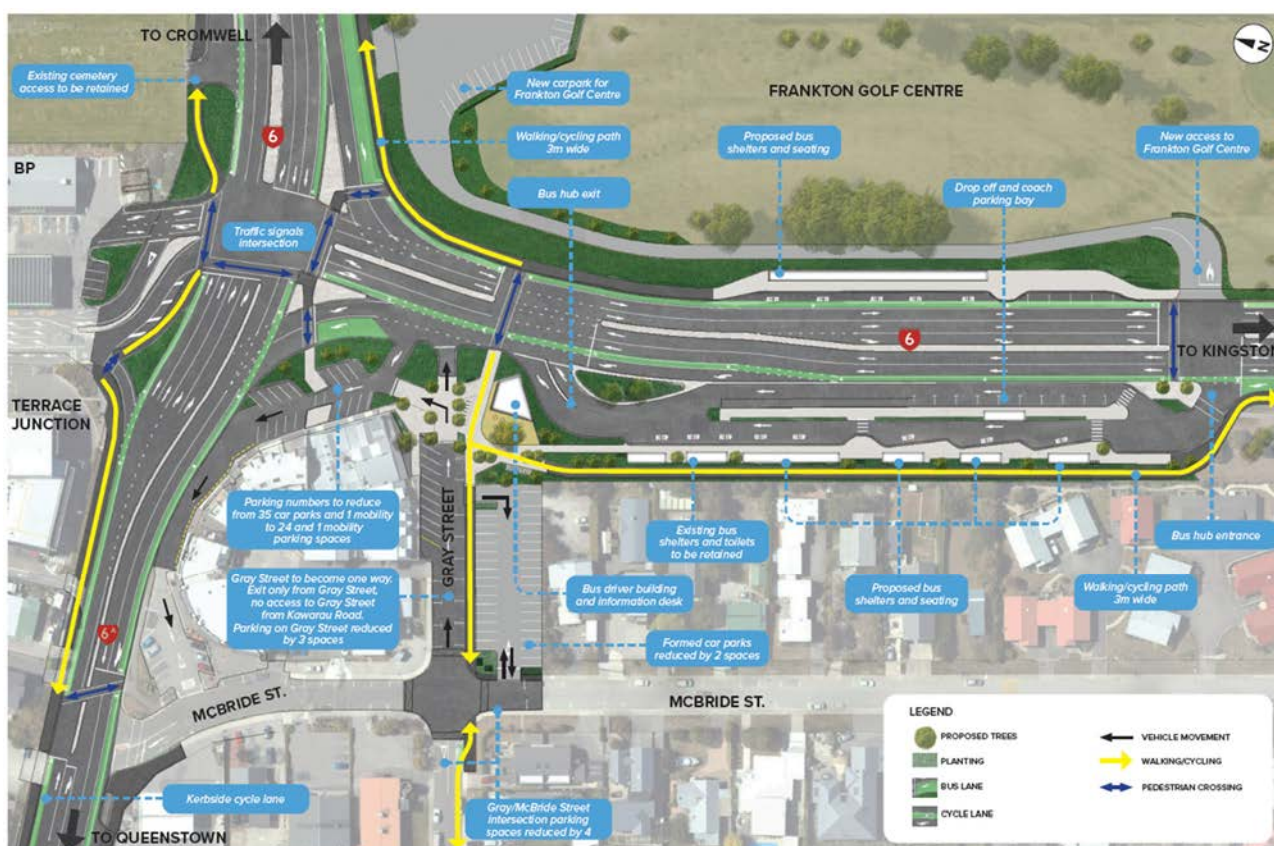 TO CROMWELL
Existing cemetery
access to be retained
6
New carpark for
Frankton Golf Centre
FRANKTON GOLF CENTRE
N
BP
Walking/cycling path
3m wide
Proposed bus
shelters and seating
New access to
Frankton Golf Centre
Bus hub exit
Drop off and coach
parking bay
Traffic signals
intersection
6
TO KINGSTON
TERRACE
JUNCTION
Parking numbers to reduce
from 35 car parks and 1 mobility
to 24 and 1 mobility
parking spaces
GRAY STREET
Existing bus
shelters and toilets
to be retained
Bus hub entrance
Gray Street to become one way.
Exit only from Gray Street,
no access to Gray Street
from Kawarau Road.
Parking on Gray Street reduced
by 3 spaces
Bus driver building
and information desk
Proposed bus
shelters and seating
Walking/cycling path
3m wide
6A
Formed car parks
reduced by 2 spaces
MCBRIDE ST.
MCBRIDE ST.
Kerbside cycle lane
Gray/McBride Street
intersection parking
spaces reduced by 4
TO QUEENSTOWN
LEGEND
PROPOSED TREES
PLANTING
BUS LANE
CYCLE LANE
VEHICLE MOVEMENT
WALKING/CYCLING
PEDESTRIAN CROSSING